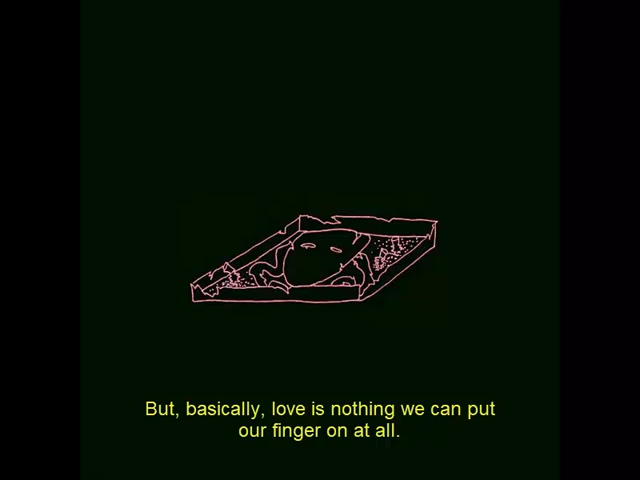 But, basically, love is nothing we can put
our finger on at all.